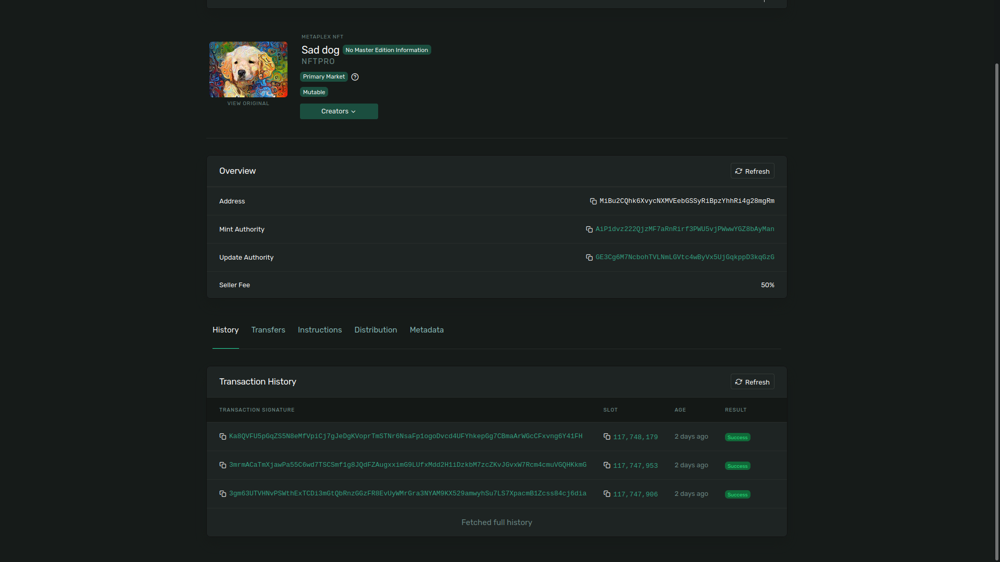 METAPLEX NFT
Sad dog No Master Edition Information
NFTPRO
Primary Market
Mutable
VIEW ORIGINAL
Creators
Overview
Refresh
Address
MiBu2CQhk6XvycNXMVEebGSSyRiBpzYhhRi4g28mgRm
Mint Authority
AiP1dvz222QjzMF7aRnRirf3PWU5vjPWwwYGZ8bAyMan
Update Authority
GE3Cg6M7NcbohTVLNmLGVtc4wByVx5UjGqkppD3kqGzG
Seller Fee
50%
History Transfers Instructions Distribution Metadata
Transaction History
Refresh
TRANSACTION SIGNATURE SLOT AGE RESULT
Ka8QVFU5pGqZS5N8eMfVpiCj7gJeDgKVoprTmSTNr6NsaFp1ogoDvcd4UFYhkepGg7CBmaArWGcCFxvng6Y41FH 117,748,179 2 days ago Success
3mrmACaTmXjawPa55C6wd7TSCSmf1g8JQdFZAugxximG9LUfxMdd2H1iDzkbM7zcZKvJGvxW7Rcm4cmuVGQHKkmG 117,747,953 2 days ago Success
3gm63UTVHNvPSWthExTCDi3mGtQbRnzGGzFR8EvUyWMrGra3NYAM9KX529amwyhSu7LS7XpacmB1Zcss84cj6dia 117,747,906 2 days ago Success
Fetched full history